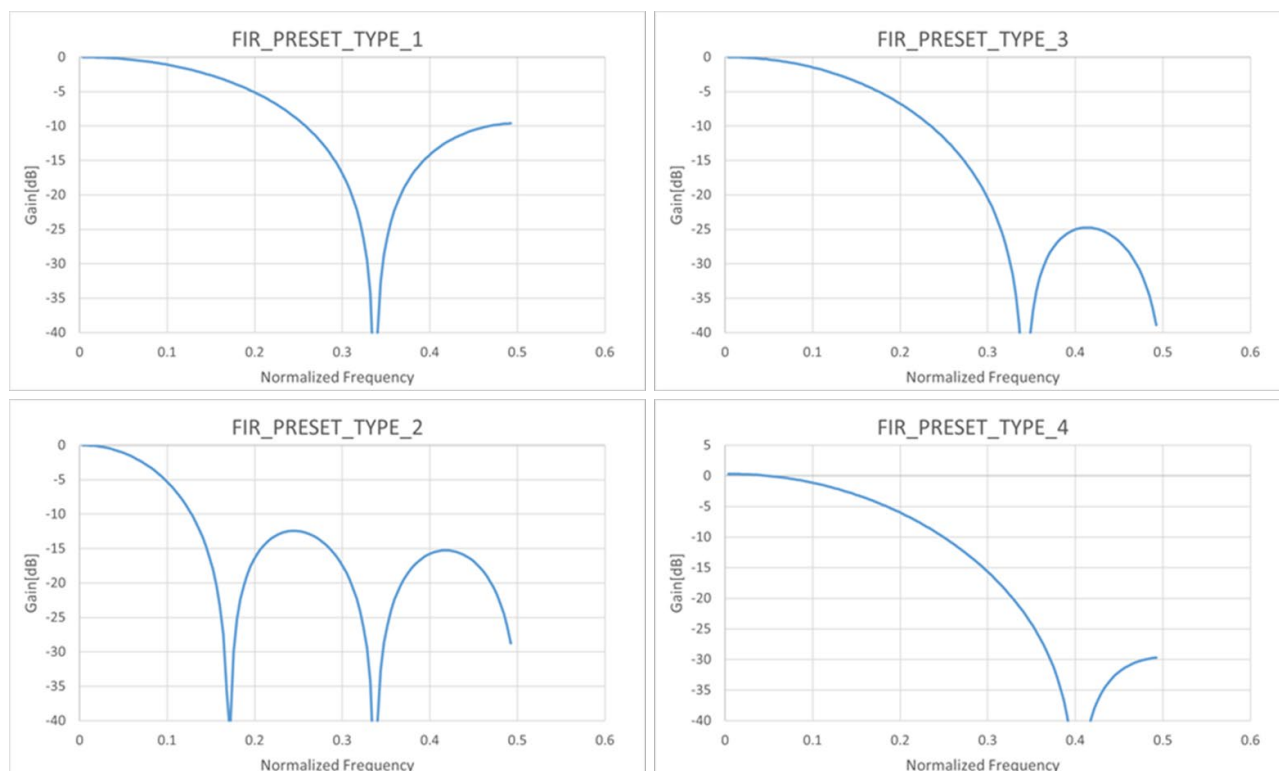 FIR_PRESET_TYPE_1
0
-5
-10
-15
-20
-25
-30
-35
-40
Gain[dB]
0 0.1 0.2 0.3 0.4 0.5 0.6
Normalized Frequency
FIR_PRESET_TYPE_3
0
-5
-10
-15
-20
-25
-30
-35
-40
Gain[dB]
0 0.1 0.2 0.3 0.4 0.5 0.6
Normalized Frequency
FIR_PRESET_TYPE_2
0
-5
-10
-15
-20
-25
-30
-35
-40
Gain[dB]
0 0.1 0.2 0.3 0.4 0.5 0.6
Normalized Frequency
FIR_PRESET_TYPE_4
5
0
-5
-10
-15
-20
-25
-30
-35
-40
Gain[dB]
0 0.1 0.2 0.3 0.4 0.5 0.6
Normalized Frequency